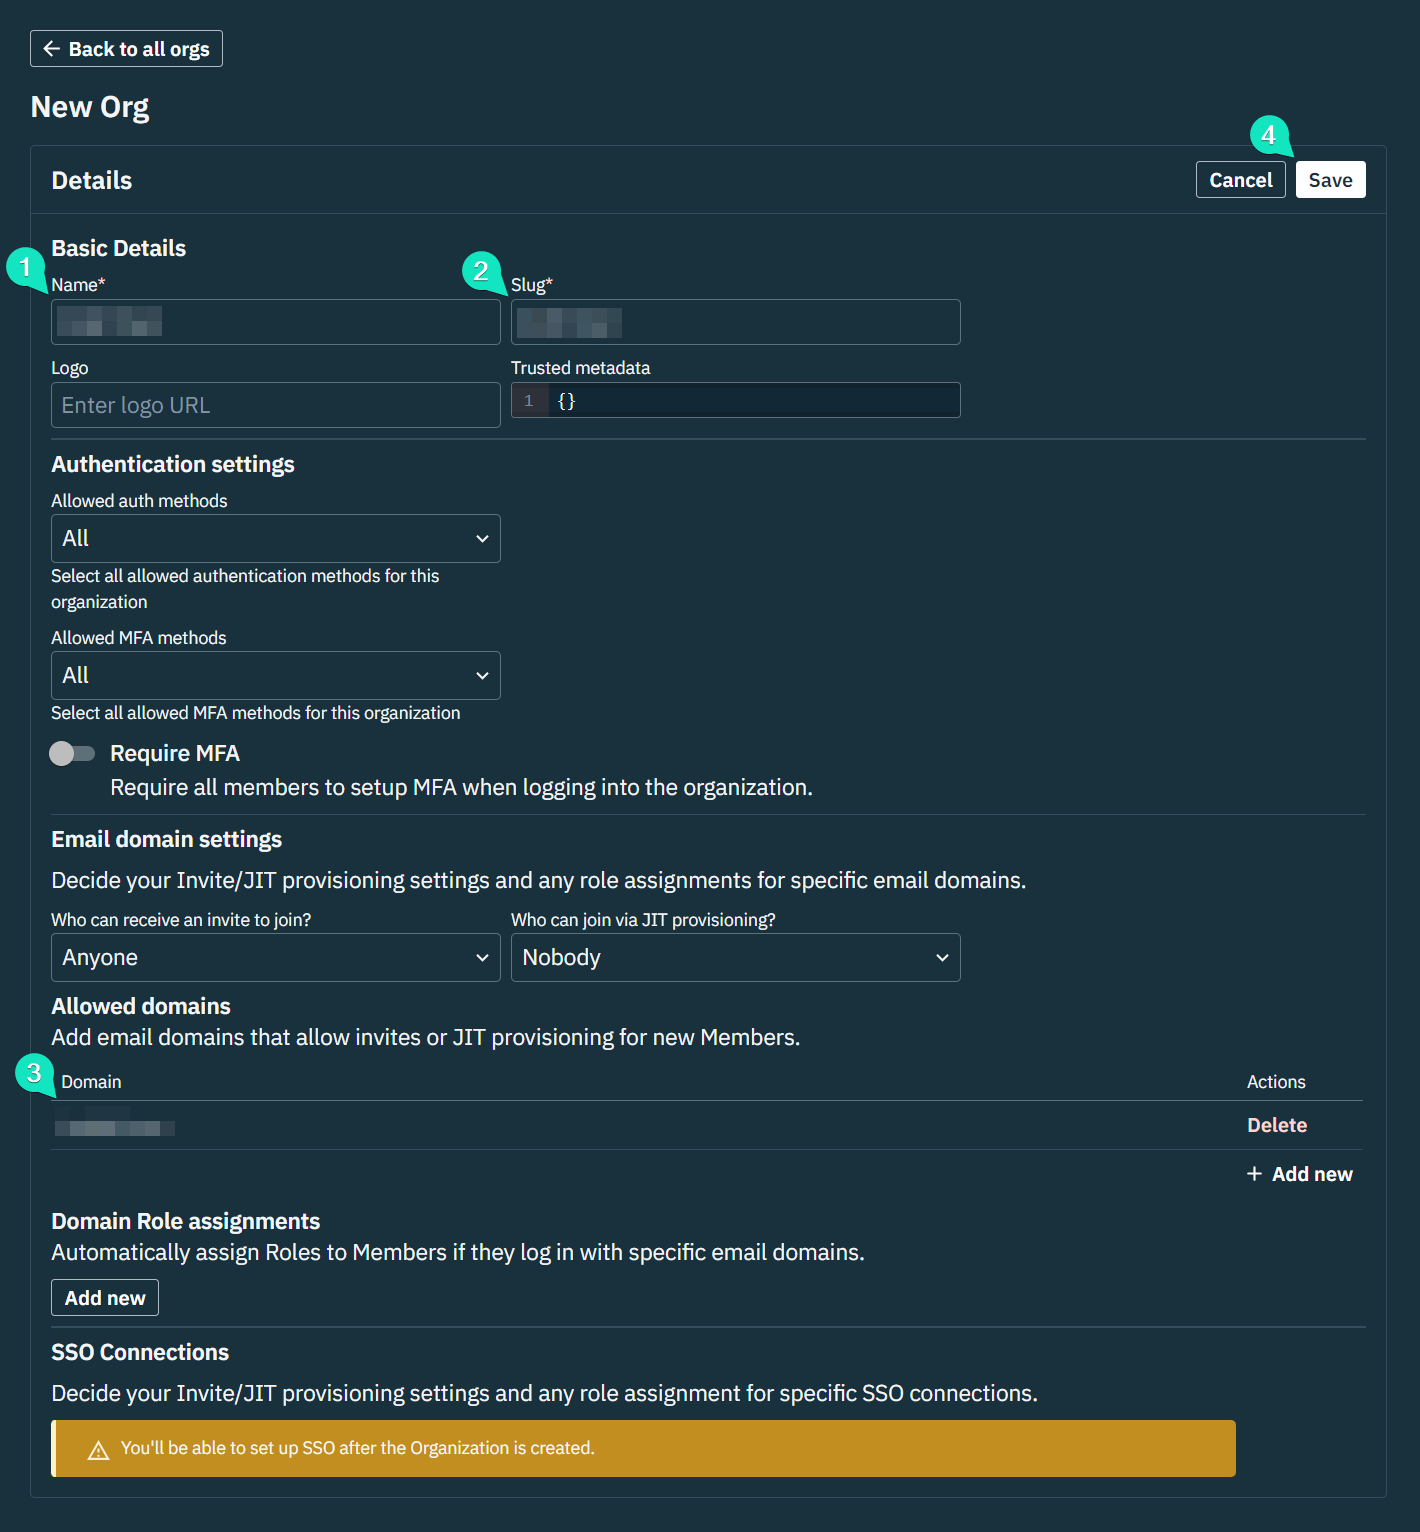 ← Back to all orgs
New Org
4
Details
Cancel
Save
Basic Details
1
2
Name*
Slug*
Logo
Trusted metadata
Enter logo URL
1 {}
Authentication settings
Allowed auth methods
All
Select all allowed authentication methods for this
organization
Allowed MFA methods
All
Select all allowed MFA methods for this organization
Require MFA
Require all members to setup MFA when logging into the organization.
Email domain settings
Decide your Invite/JIT provisioning settings and any role assignments for specific email domains.
Who can receive an invite to join?
Who can join via JIT provisioning?
Anyone
Nobody
Allowed domains
Add email domains that allow invites or JIT provisioning for new Members.
3
Domain
Actions
Delete
+ Add new
Domain Role assignments
Automatically assign Roles to Members if they log in with specific email domains.
Add new
SSO Connections
Decide your Invite/JIT provisioning settings and any role assignment for specific SSO connections.
You'll be able to set up SSO after the Organization is created.